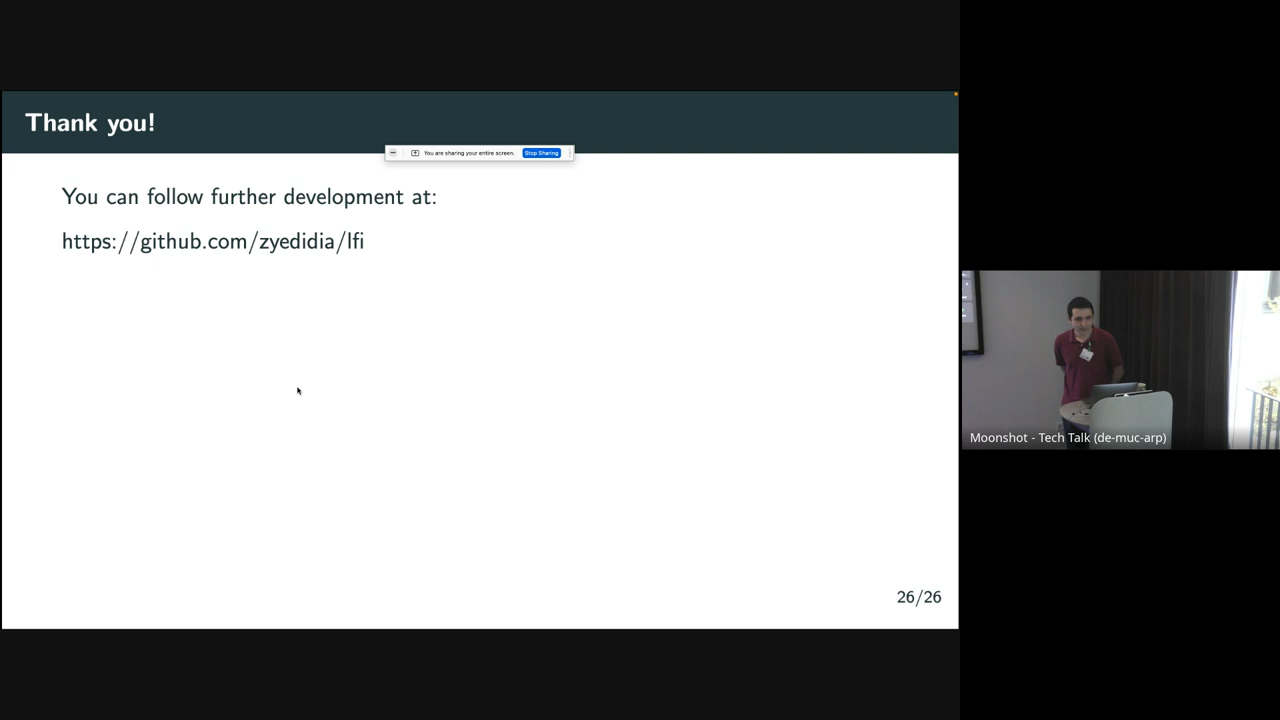 Thank you!
You are sharing your entire screen. Stop Sharing
You can follow further development at:
https://github.com/zyedidia/lfi
26/26
Moonshot - Tech Talk (de-muc-arp)